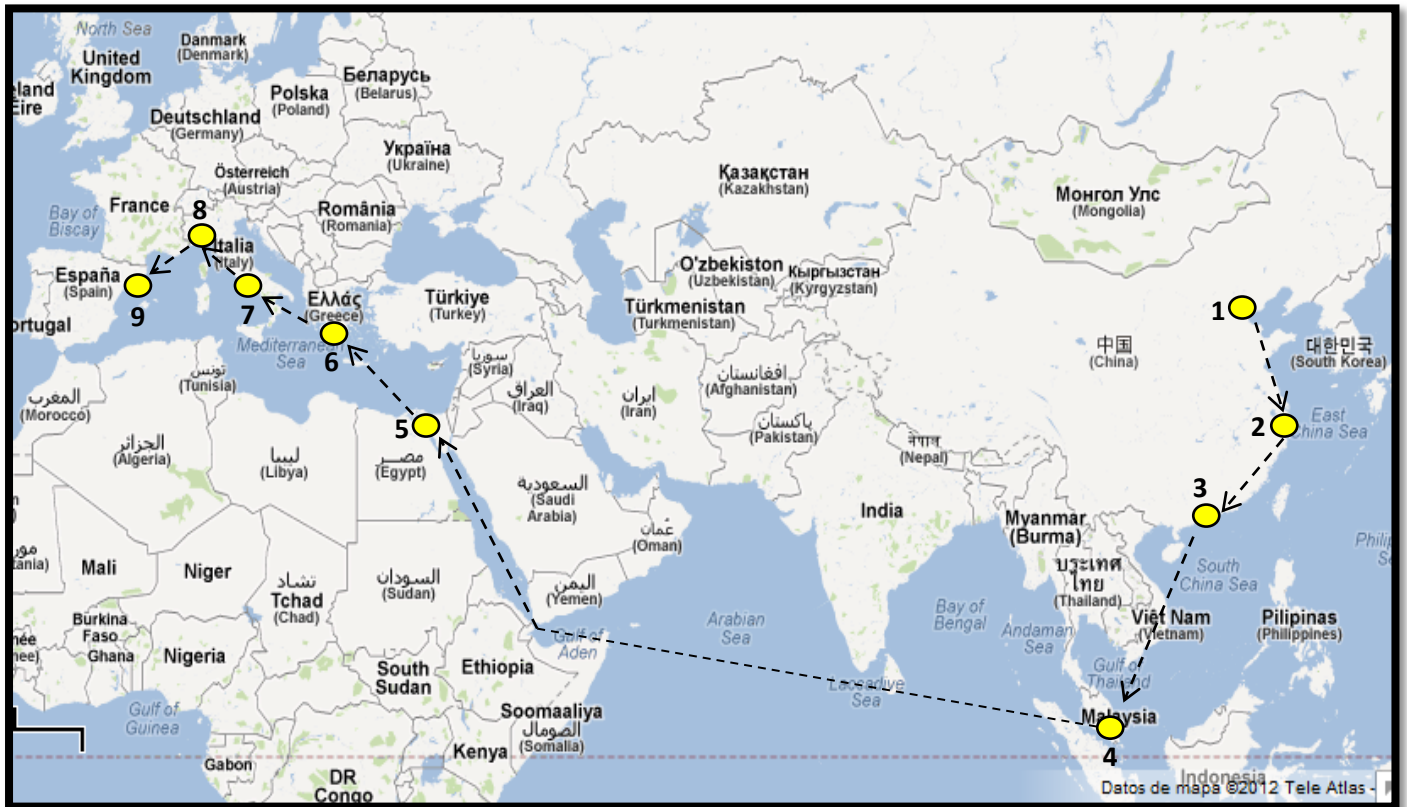 North Sea
Danmark
(Denmark)
United
Kingdom
eland
Éire
Беларусь
(Belarus)
Polska
(Poland)
Deutschland
(Germany)
Україна
(Ukraine)
Österreich
(Austria)
Қазақстан
(Kazakhstan)
Монгол Улс
(Mongolia)
France
8
România
(Romania)
Bay of
Biscay
Italia
(Italy)
España
(Spain)
O'zbekiston
(Uzbekistan)
Кыргызстан
(Kyrgyzstan)
Ελλάς
(Greece)
Türkiye
(Turkey)
Türkmenistan
(Turkmenistan)
1
9
7
ortugal
Mediterranean
Sea
6
中国
(China)
대한민국
(South Korea)
سوريا
(Syria)
تونس
(Tunisia)
افغانستان
(Afghanistan)
المغرب
(Morocco)
العراق
(Iraq)
ایران
(Iran)
پاکستان
(Pakistan)
5
2
East
China Sea
الجزائر
(Algeria)
ليبيا
(Libya)
مصر
(Egypt)
नेपाल
(Nepal)
السعودية
(Saudi
Arabia)
3
India
Myanmar
(Burma)
عُمان
(Oman)
Mali
Niger
تشاد
Tchad
(Chad)
السودان
(Sudan)
اليمن
(Yemen)
ประเทศ
ไทย
(Thailand)
South
China Sea
Burkina
Faso
Ghana
Nigeria
Gulf of
Aden
Arabian
Sea
Bay of
Bengal
Andaman
Sea
Việt Nam
(Vietnam)
Pilipinas
(Philippines)
South
Sudan
Ethiopia
Laccadive
Sea
Gulf of
Thailand
Gulf of
Guinea
Soomaaliya
الصومال
(Somalia)
Malaysia
4
Gabon
Kenya
DR
Congo
Indonesia
Datos de mapa ©2012 Tele Atlas -